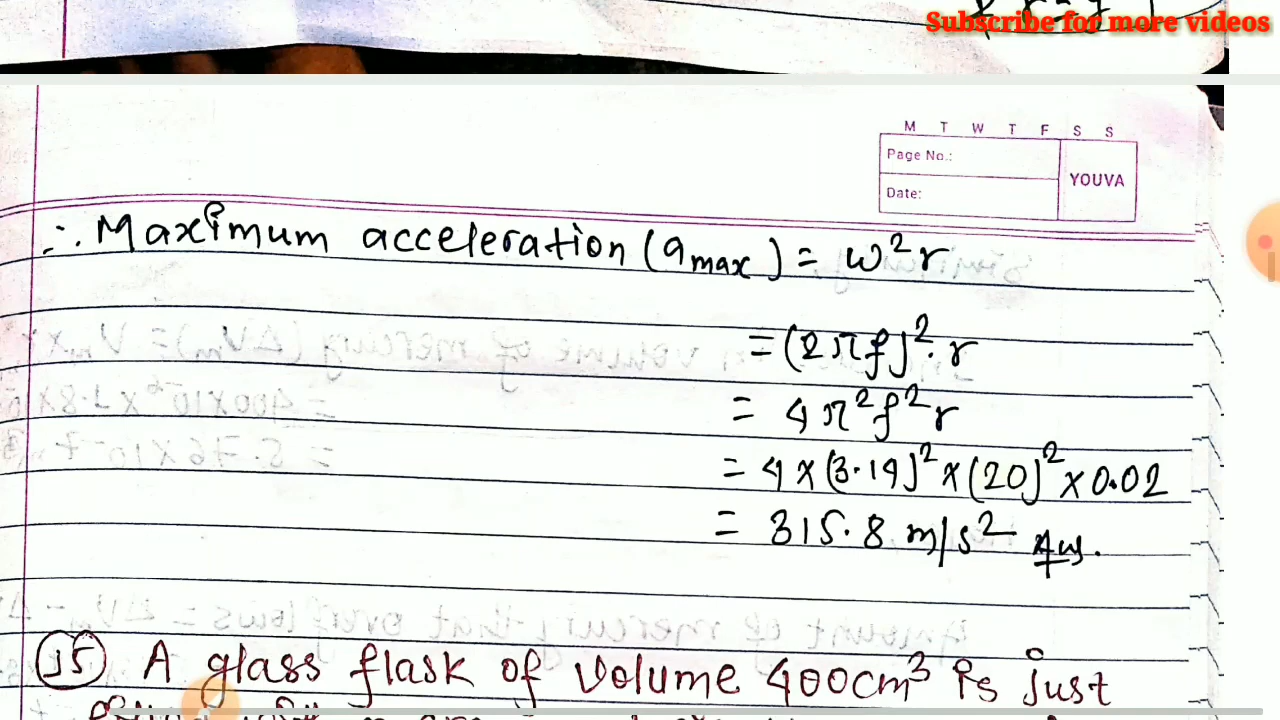 Subscribe for more videos
M T W T F S S
Page No.:
YOUVA
Date:
∴ Maximum acceleration (a_max) = ω²r
= (2πf)².r
= 4π²f²r
= 4 × (3.14)² × (20)² × 0.02
= 315.8 m/s² Ans.
(15) A glass flask of volume 400cm³ is just